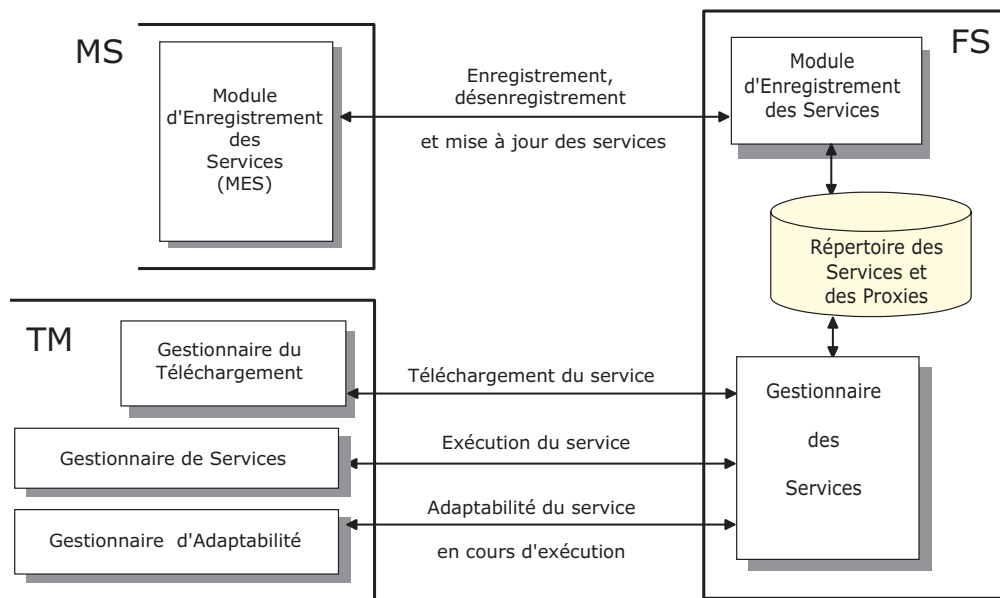 MS
Module
d'Enregistrement
des
Services
(MES)
Enregistrement,
désenregistrement
et mise à jour des services
FS
Module
d'Enregistrement
des Services
Répertoire des
Services et
des Proxies
TM
Gestionnaire du
Téléchargement
Gestionnaire de Services
Gestionnaire d'Adaptabilité
Téléchargement du service
Exécution du service
Adaptabilité du service
en cours d'exécution
Gestionnaire
des
Services